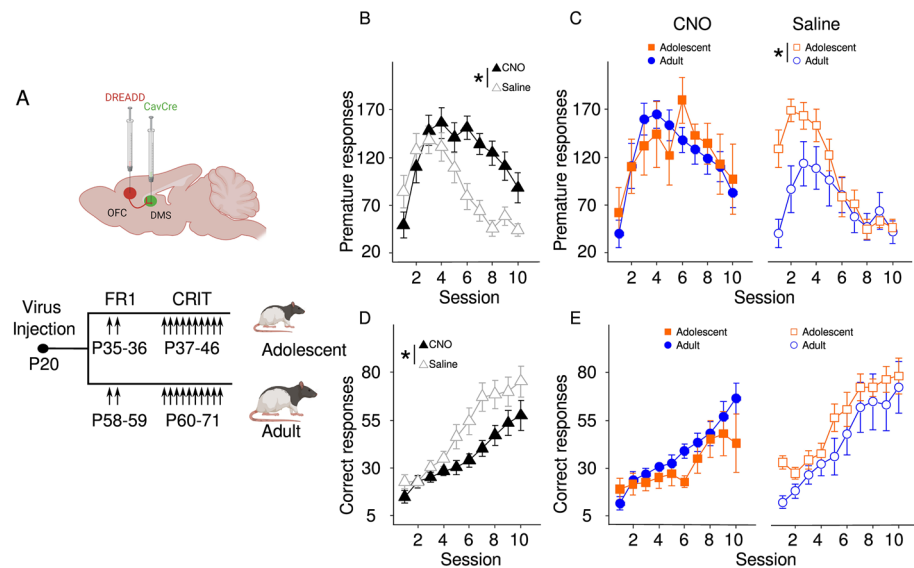 A
DREADD
CavCre
OFC
DMS
Virus
Injection
P20
FR1
CRIT
P35-36
P37-46
Adolescent
P58-59
P60-71
Adult
B
*
CNO
Saline
Premature responses
170
120
70
20
2 4 6 8 10
Session
C
CNO
Saline
Adolescent
Adult
*
Adolescent
Adult
Premature responses
170
120
70
20
2 4 6 8 10
2 4 6 8 10
Session
D
*
CNO
Saline
Correct responses
80
55
30
5
2 4 6 8 10
Session
E
Adolescent
Adult
Adolescent
Adult
Correct responses
80
55
30
5
2 4 6 8 10
2 4 6 8 10
Session